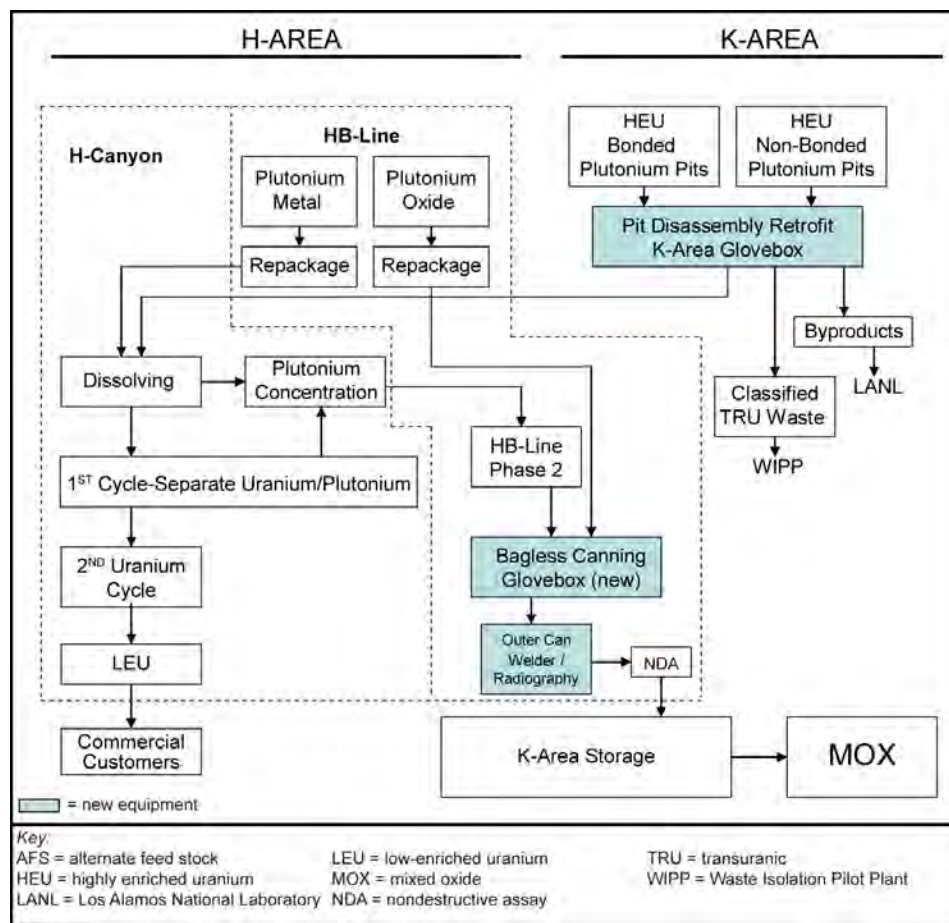 H-AREA
K-AREA
H-Canyon
HB-Line
Plutonium
Metal
Plutonium
Oxide
HEU
Bonded
Plutonium Pits
HEU
Non-Bonded
Plutonium Pits
Repackage
Repackage
Pit Disassembly Retrofit
K-Area Glovebox
Byproducts
LANL
Dissolving
Plutonium
Concentration
Classified
TRU Waste
WIPP
HB-Line
Phase 2
1ST Cycle-Separate Uranium/Plutonium
2ND Uranium
Cycle
Bagless Canning
Glovebox (new)
LEU
Outer Can
Welder /
Radiography
NDA
Commercial
Customers
K-Area Storage
MOX
= new equipment
Key:
AFS = alternate feed stock
LEU = low-enriched uranium
TRU = transuranic
HEU = highly enriched uranium
MOX = mixed oxide
WIPP = Waste Isolation Pilot Plant
LANL = Los Alamos National Laboratory
NDA = nondestructive assay